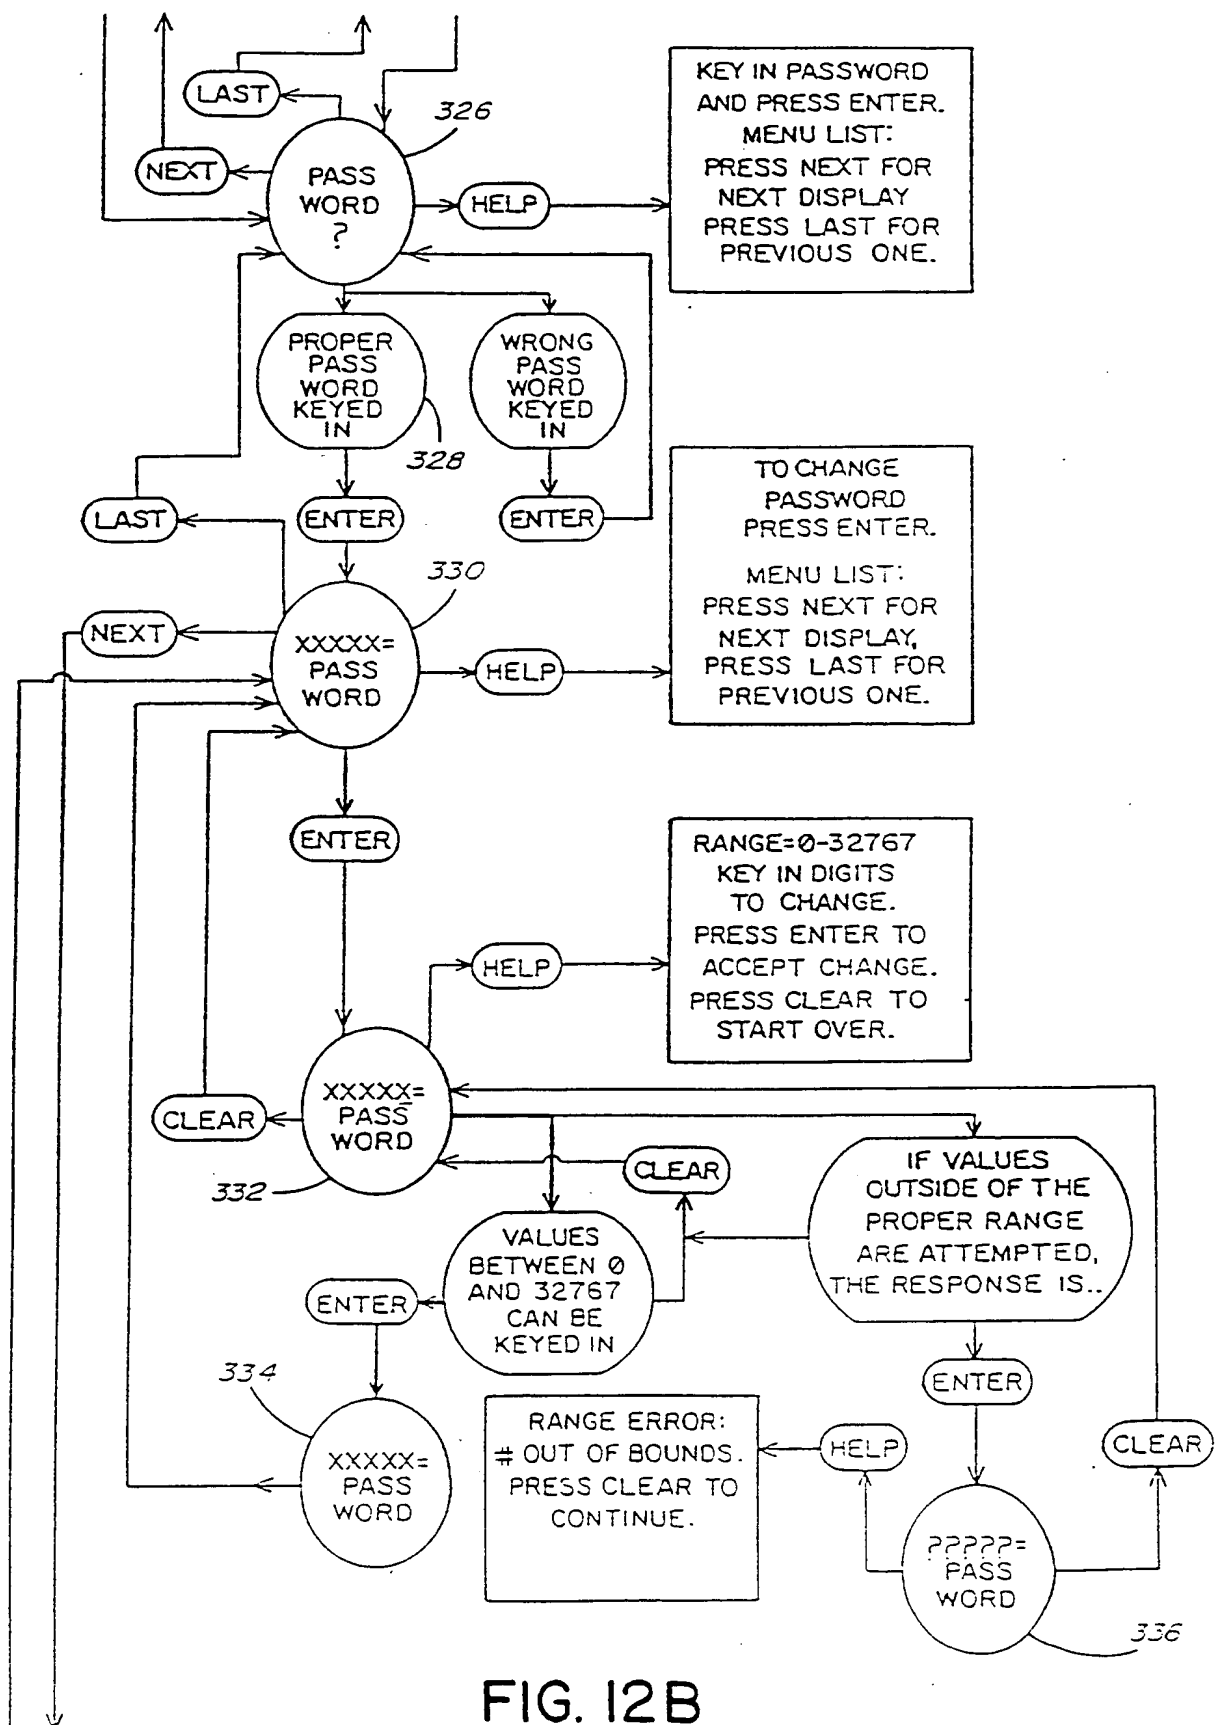 LAST
326
NEXT
PASS
WORD
?
HELP
KEY IN PASSWORD
AND PRESS ENTER.
MENU LIST:
PRESS NEXT FOR
NEXT DISPLAY
PRESS LAST FOR
PREVIOUS ONE.
PROPER
PASS
WORD
KEYED
IN
328
WRONG
PASS
WORD
KEYED
IN
LAST
ENTER
ENTER
TO CHANGE
PASSWORD
PRESS ENTER.
MENU LIST:
PRESS NEXT FOR
NEXT DISPLAY,
PRESS LAST FOR
PREVIOUS ONE.
330
NEXT
XXXXX=
PASS
WORD
HELP
ENTER
RANGE=0-32767
KEY IN DIGITS
TO CHANGE.
PRESS ENTER TO
ACCEPT CHANGE.
PRESS CLEAR TO
START OVER.
HELP
CLEAR
XXXXX=
PASS
WORD
332
CLEAR
IF VALUES
OUTSIDE OF THE
PROPER RANGE
ARE ATTEMPTED,
THE RESPONSE IS..
VALUES
BETWEEN 0
AND 32767
CAN BE
KEYED IN
ENTER
334
XXXXX=
PASS
WORD
ENTER
RANGE ERROR:
# OUT OF BOUNDS.
PRESS CLEAR TO
CONTINUE.
HELP
CLEAR
?????=
PASS
WORD
336
FIG. 12B